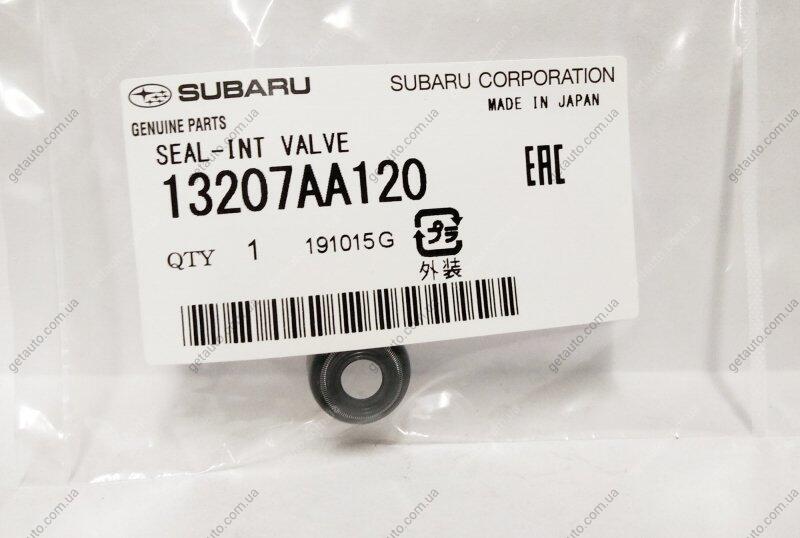 SUBARU
SUBARU CORPORATION
MADE IN JAPAN
GENUINE PARTS
SEAL-INT VALVE
13207AA120
EAC
QTY 1 191015G
プラ
外装
getauto.com.ua